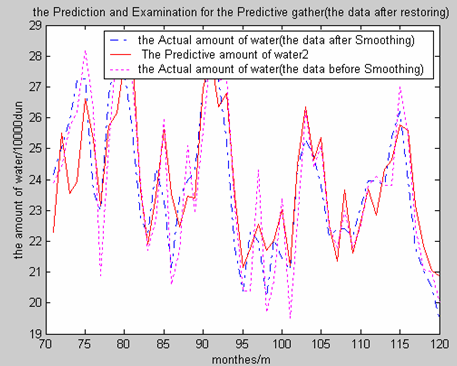 the Prediction and Examination for the Predictive gather(the data after restoring)
the Actual amount of water(the data after Smoothing)
The Predictive amount of water2
the Actual amount of water(the data before Smoothing)
the amount of water/10000dun
29
28
27
26
25
24
23
22
21
20
19
70 75 80 85 90 95 100 105 110 115 120
monthes/m